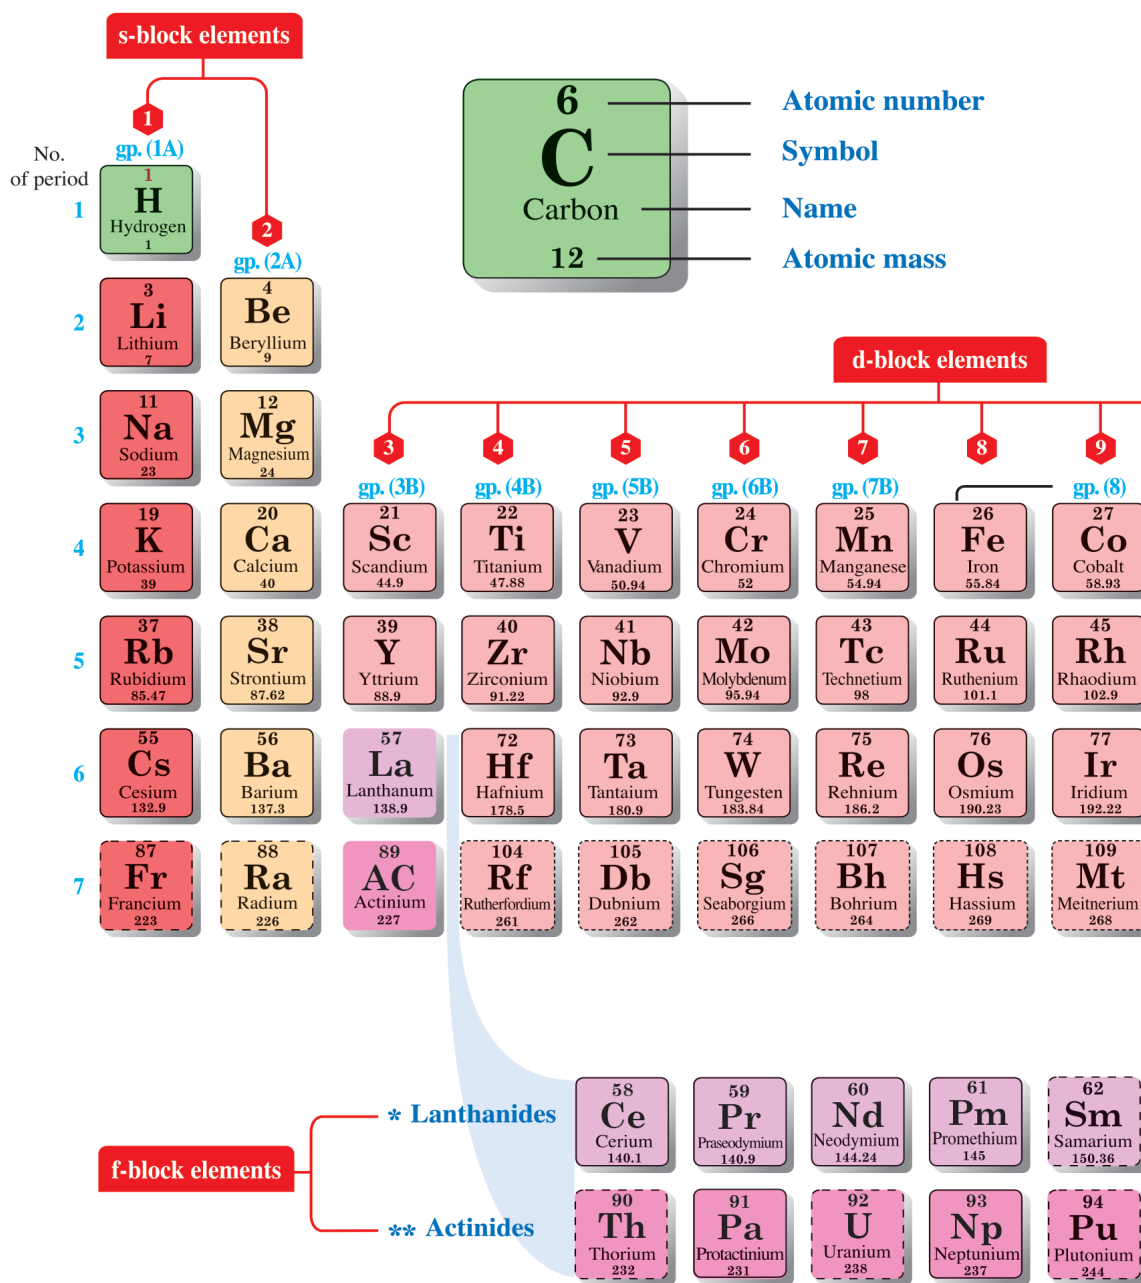 s-block elements
1
gp. (1A)
No.
of period
6
C
Carbon
12
Atomic number
Symbol
Name
Atomic mass
1
1
H
Hydrogen
1
2
gp. (2A)
2
3
Li
Lithium
7
4
Be
Beryllium
9
d-block elements
3
11
Na
Sodium
23
12
Mg
Magnesium
24
3
4
5
6
7
8
9
gp. (3B)
gp. (4B)
gp. (5B)
gp. (6B)
gp. (7B)
gp. (8)
4
19
K
Potassium
39
20
Ca
Calcium
40
21
Sc
Scandium
44.9
22
Ti
Titanium
47.88
23
V
Vanadium
50.94
24
Cr
Chromium
52
25
Mn
Manganese
54.94
26
Fe
Iron
55.84
27
Co
Cobalt
58.93
5
37
Rb
Rubidium
85.47
38
Sr
Strontium
87.62
39
Y
Yttrium
88.9
40
Zr
Zirconium
91.22
41
Nb
Niobium
92.9
42
Mo
Molybdenum
95.94
43
Tc
Technetium
98
44
Ru
Ruthenium
101.1
45
Rh
Rhaodium
102.9
6
55
Cs
Cesium
132.9
56
Ba
Barium
137.3
57
La
Lanthanum
138.9
72
Hf
Hafnium
178.5
73
Ta
Tantaium
180.9
74
W
Tungesten
183.84
75
Re
Rehnium
186.2
76
Os
Osmium
190.23
77
Ir
Iridium
192.22
7
87
Fr
Francium
223
88
Ra
Radium
226
89
AC
Actinium
227
104
Rf
Rutherfordium
261
105
Db
Dubnium
262
106
Sg
Seaborgium
266
107
Bh
Bohrium
264
108
Hs
Hassium
269
109
Mt
Meitnerium
268
f-block elements
* Lanthanides
58
Ce
Cerium
140.1
59
Pr
Praseodymium
140.9
60
Nd
Neodymium
144.24
61
Pm
Promethium
145
62
Sm
Samarium
150.36
** Actinides
90
Th
Thorium
232
91
Pa
Protactinium
231
92
U
Uranium
238
93
Np
Neptunium
237
94
Pu
Plutonium
244